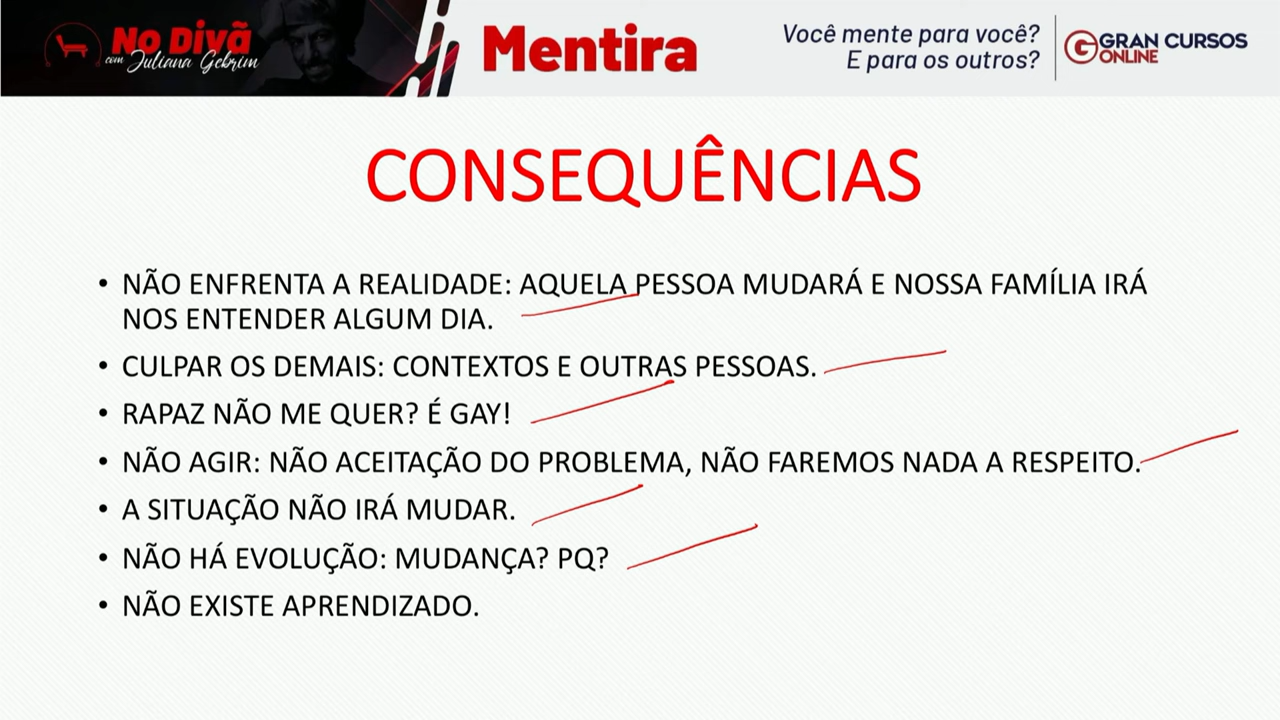 No Divã
com Juliana Gebrim
Mentira
Você mente para você?
E para os outros?
GRAN CURSOS
ONLINE
CONSEQUÊNCIAS
• NÃO ENFRENTA A REALIDADE: AQUELA PESSOA MUDARÁ E NOSSA FAMÍLIA IRÁ
NOS ENTENDER ALGUM DIA.
• CULPAR OS DEMAIS: CONTEXTOS E OUTRAS PESSOAS.
• RAPAZ NÃO ME QUER? É GAY!
• NÃO AGIR: NÃO ACEITAÇÃO DO PROBLEMA, NÃO FAREMOS NADA A RESPEITO.
• A SITUAÇÃO NÃO IRÁ MUDAR.
• NÃO HÁ EVOLUÇÃO: MUDANÇA? PQ?
• NÃO EXISTE APRENDIZADO.